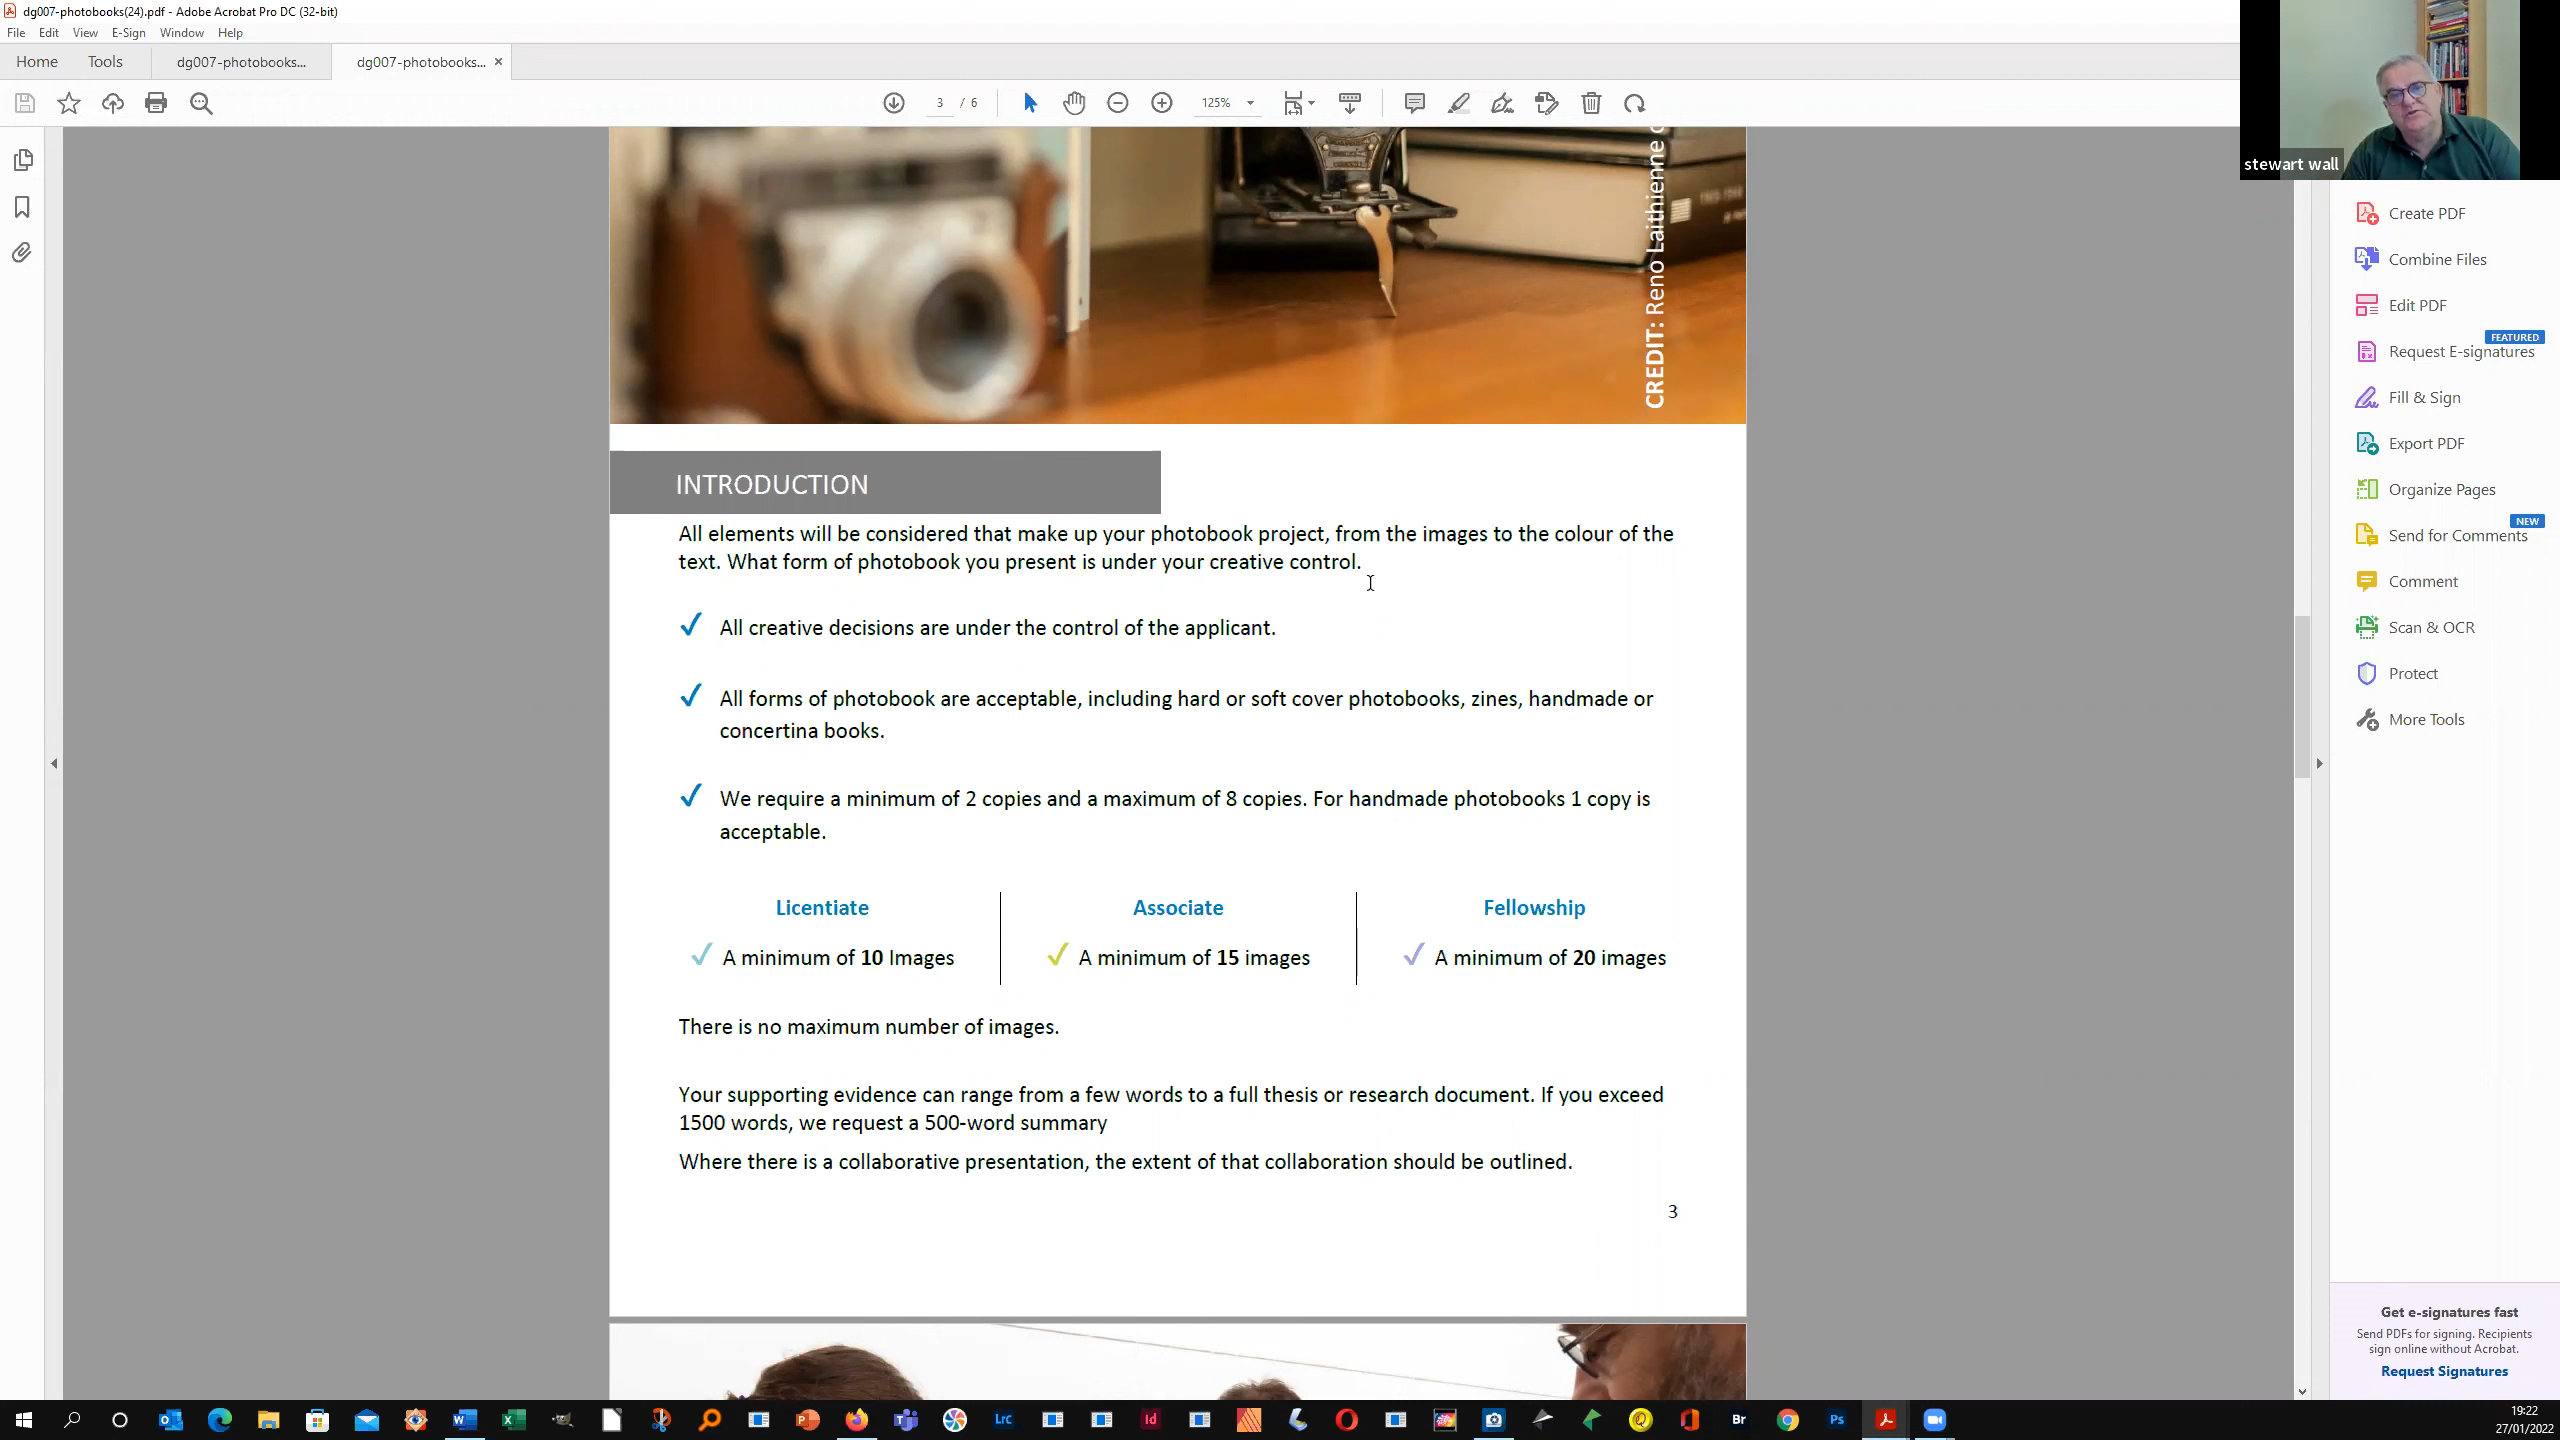 dg007-photobooks(24).pdf - Adobe Acrobat Pro DC (32-bit)
File Edit View E-Sign Window Help
Home Tools dg007-photobooks... dg007-photobooks... ×
3 / 6 125%
stewart wall
CREDIT: Reno Laithienne
INTRODUCTION
All elements will be considered that make up your photobook project, from the images to the colour of the
text. What form of photobook you present is under your creative control.
✓ All creative decisions are under the control of the applicant.
✓ All forms of photobook are acceptable, including hard or soft cover photobooks, zines, handmade or
concertina books.
✓ We require a minimum of 2 copies and a maximum of 8 copies. For handmade photobooks 1 copy is
acceptable.
Licentiate Associate Fellowship
✓ A minimum of 10 Images ✓ A minimum of 15 images ✓ A minimum of 20 images
There is no maximum number of images.
Your supporting evidence can range from a few words to a full thesis or research document. If you exceed
1500 words, we request a 500-word summary
Where there is a collaborative presentation, the extent of that collaboration should be outlined.
3
Create PDF
Combine Files
Edit PDF
FEATURED
Request E-signatures
Fill & Sign
Export PDF
Organize Pages
NEW
Send for Comments
Comment
Scan & OCR
Protect
More Tools
Get e-signatures fast
Send PDFs for signing. Recipients
sign online without Acrobat.
Request Signatures
LrC Id Br Ps
19:22
27/01/2022